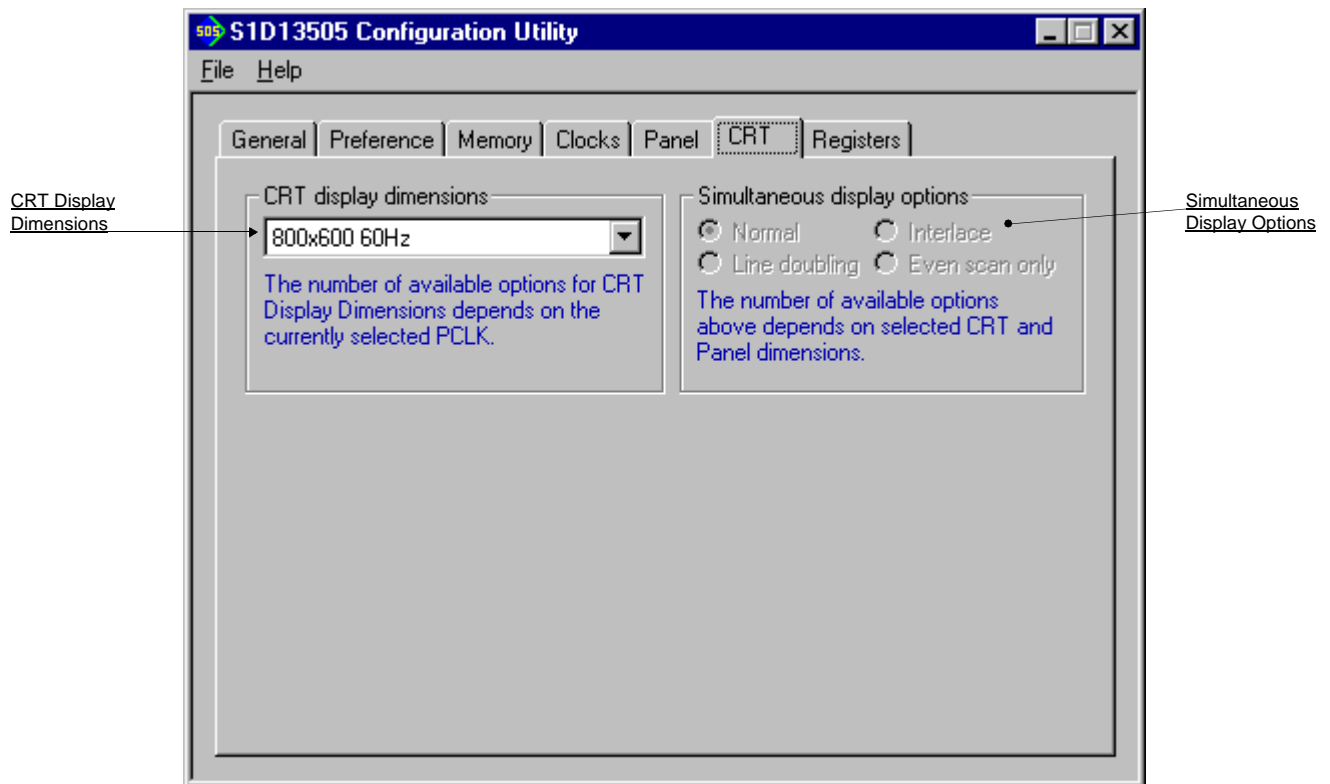 505 S1D13505 Configuration Utility
File Help
General Preference Memory Clocks Panel CRT Registers
CRT Display
Dimensions
CRT display dimensions
800x600 60Hz
The number of available options for CRT
Display Dimensions depends on the
currently selected PCLK.
Simultaneous display options
Normal Interlace
Line doubling Even scan only
The number of available options
above depends on selected CRT and
Panel dimensions.
Simultaneous
Display Options